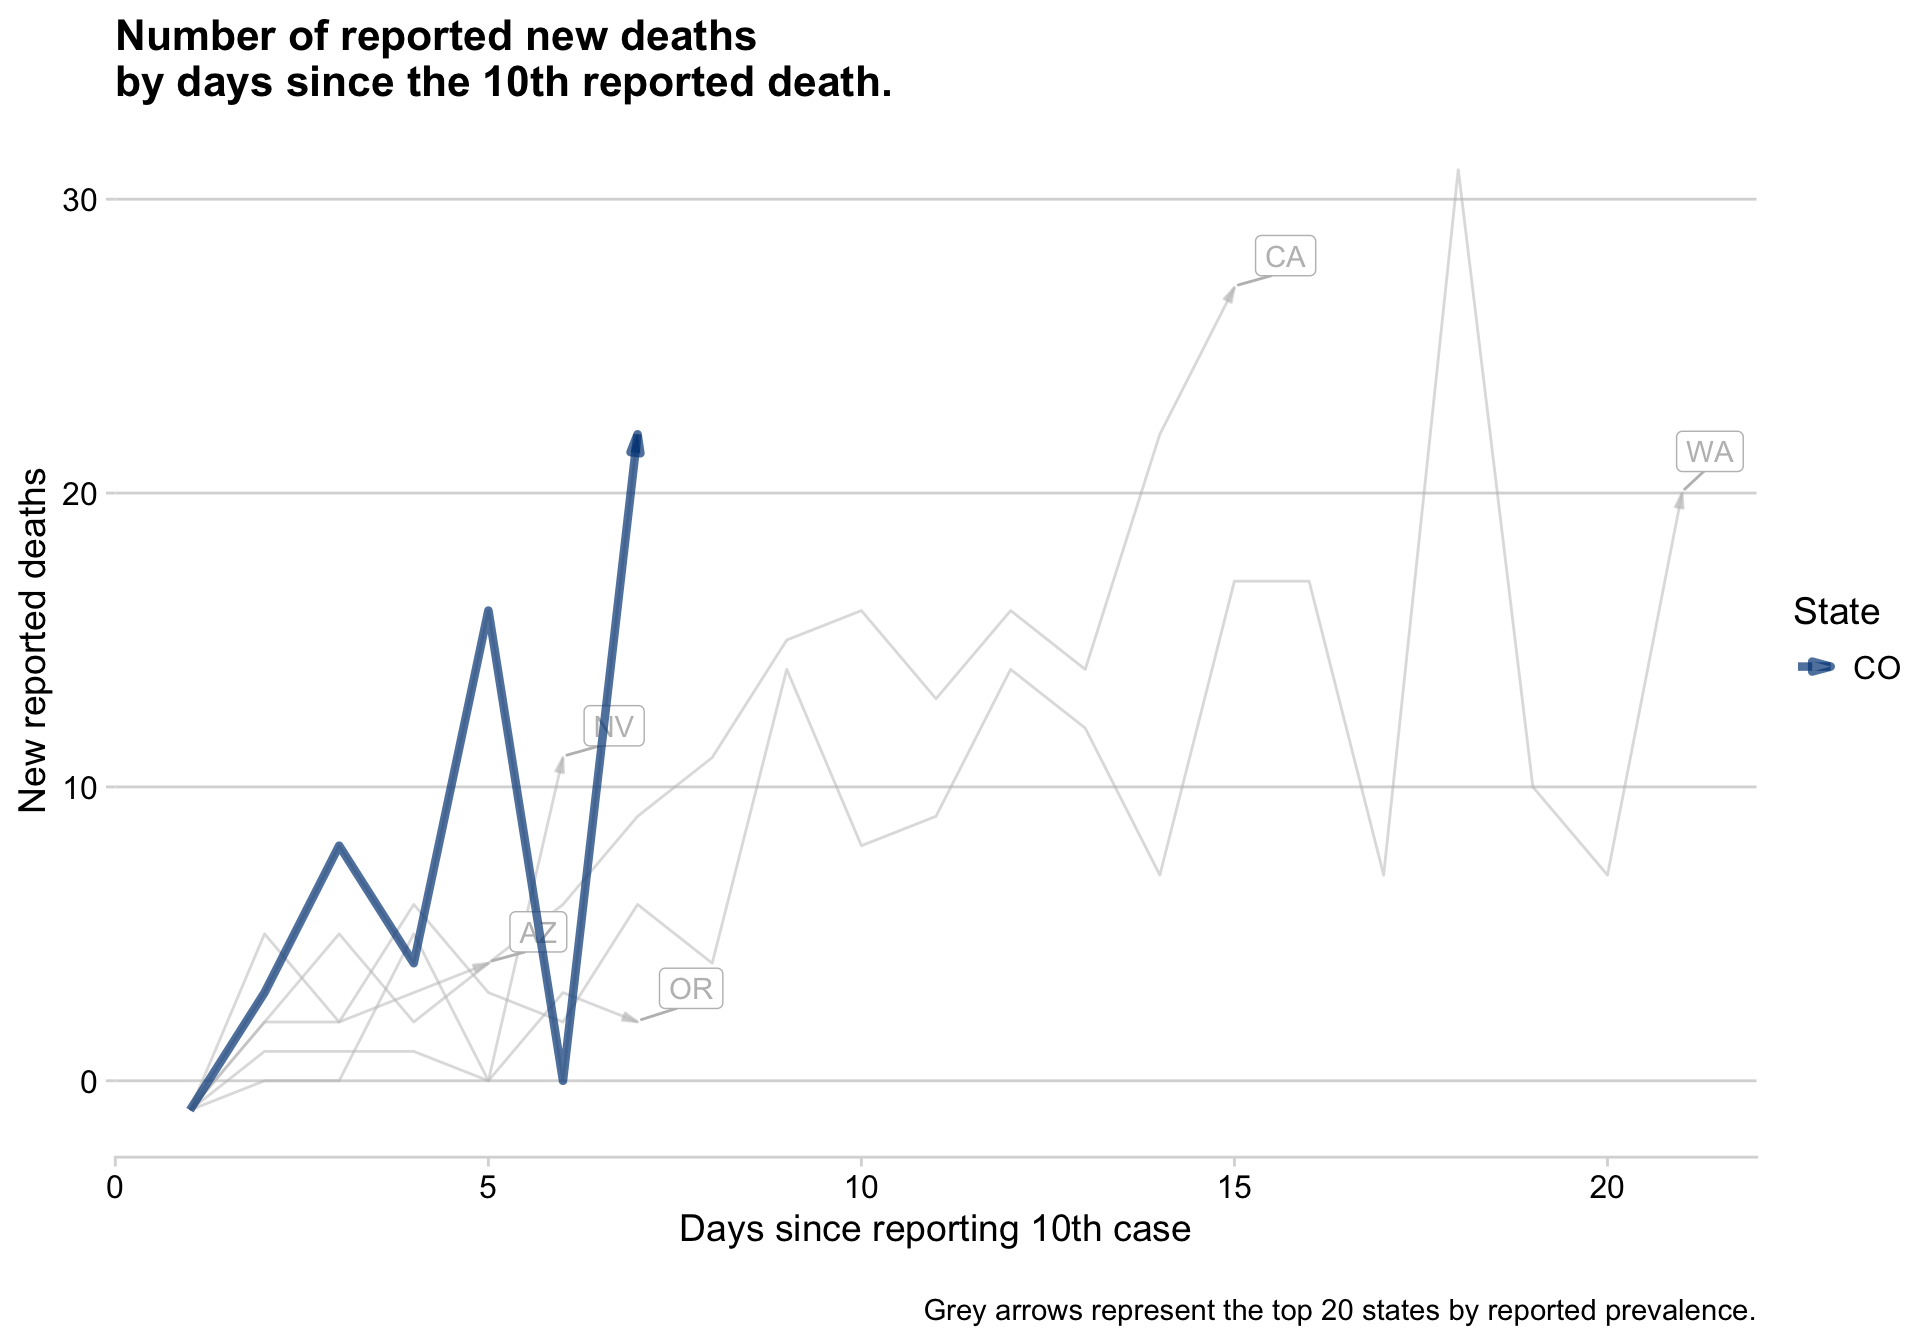 Number of reported new deaths
by days since the 10th reported death.
30
CA
WA
20
New reported deaths
State
CO
NV
10
AZ
OR
0
0 5 10 15 20
Days since reporting 10th case
Grey arrows represent the top 20 states by reported prevalence.